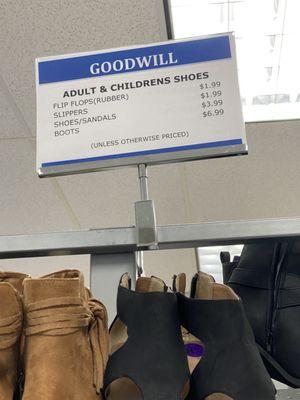 GOODWILL
ADULT & CHILDRENS SHOES
FLIP FLOPS(RUBBER) $1.99
SLIPPERS $1.99
SHOES/SANDALS $3.99
BOOTS $6.99
(UNLESS OTHERWISE PRICED)